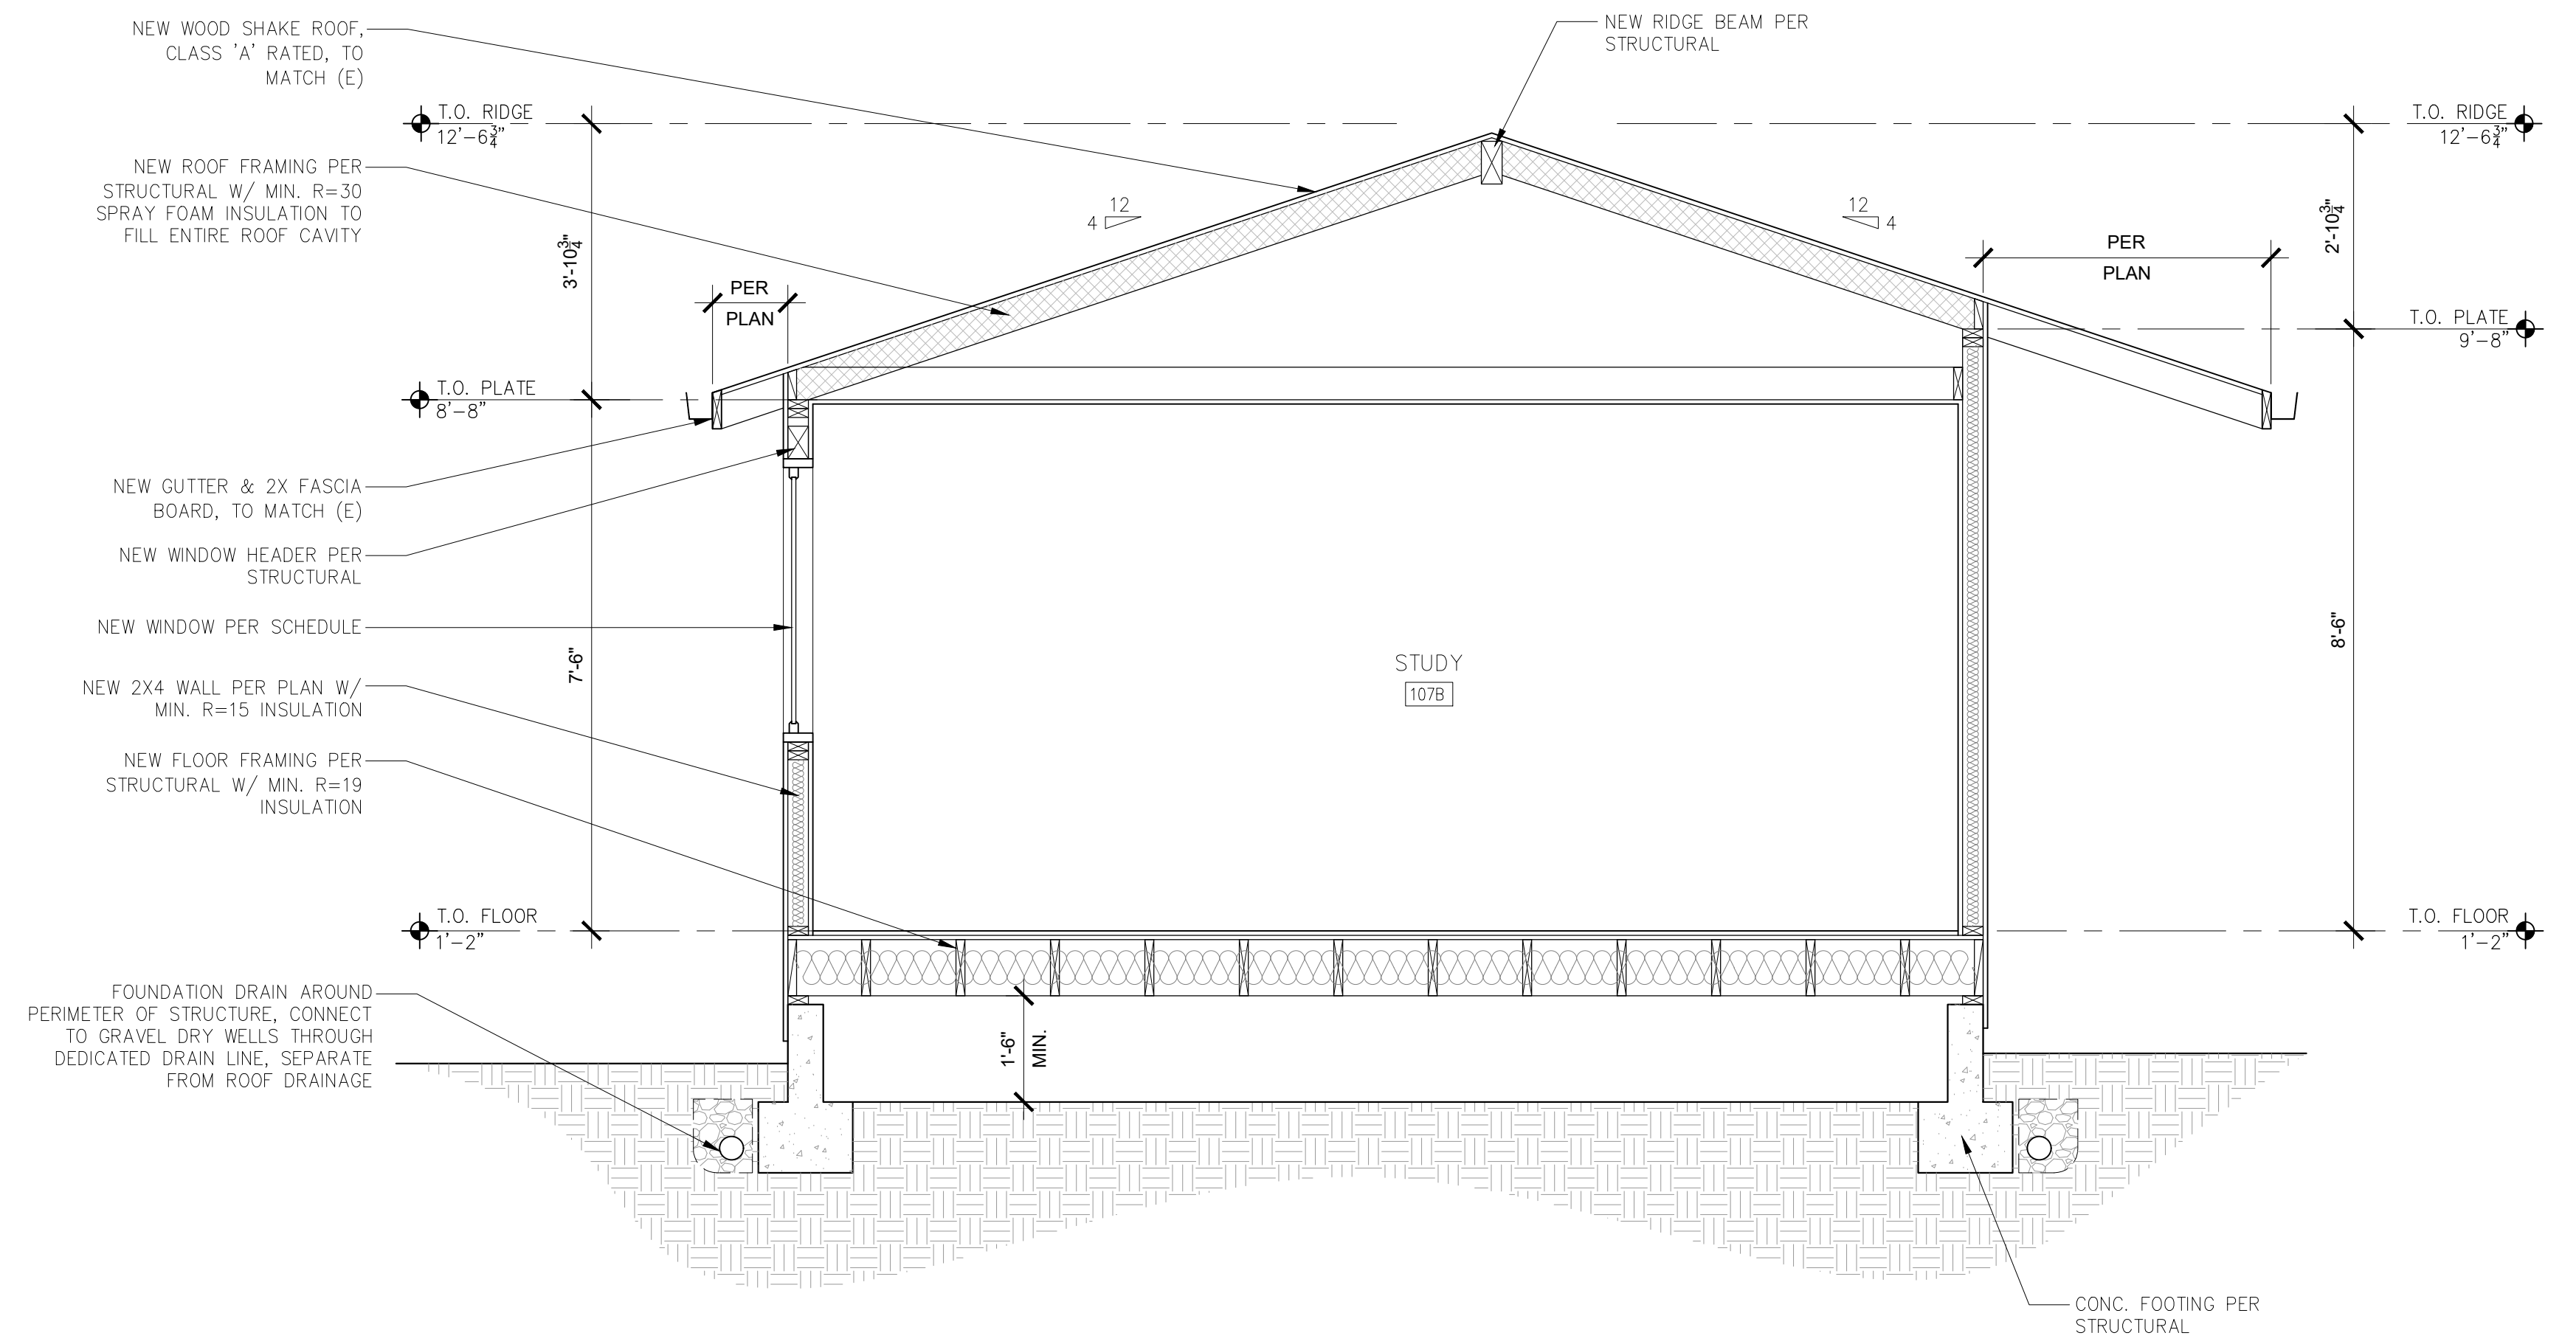 NEW WOOD SHAKE ROOF,
CLASS 'A' RATED, TO
MATCH (E)
NEW RIDGE BEAM PER
STRUCTURAL
T.O. RIDGE
12'-6¾"
T.O. RIDGE
12'-6¾"
NEW ROOF FRAMING PER
STRUCTURAL W/ MIN. R=30
SPRAY FOAM INSULATION TO
FILL ENTIRE ROOF CAVITY
3'-10¾"
12
4
12
4
2'-10¾"
PER
PLAN
PER
PLAN
T.O. PLATE
9'-8"
T.O. PLATE
8'-8"
NEW GUTTER & 2X FASCIA
BOARD, TO MATCH (E)
NEW WINDOW HEADER PER
STRUCTURAL
NEW WINDOW PER SCHEDULE
7'-6"
STUDY
107B
8'-6"
NEW 2X4 WALL PER PLAN W/
MIN. R=15 INSULATION
NEW FLOOR FRAMING PER
STRUCTURAL W/ MIN. R=19
INSULATION
T.O. FLOOR
1'-2"
T.O. FLOOR
1'-2"
FOUNDATION DRAIN AROUND
PERIMETER OF STRUCTURE, CONNECT
TO GRAVEL DRY WELLS THROUGH
DEDICATED DRAIN LINE, SEPARATE
FROM ROOF DRAINAGE
1'-6"
MIN.
CONC. FOOTING PER
STRUCTURAL